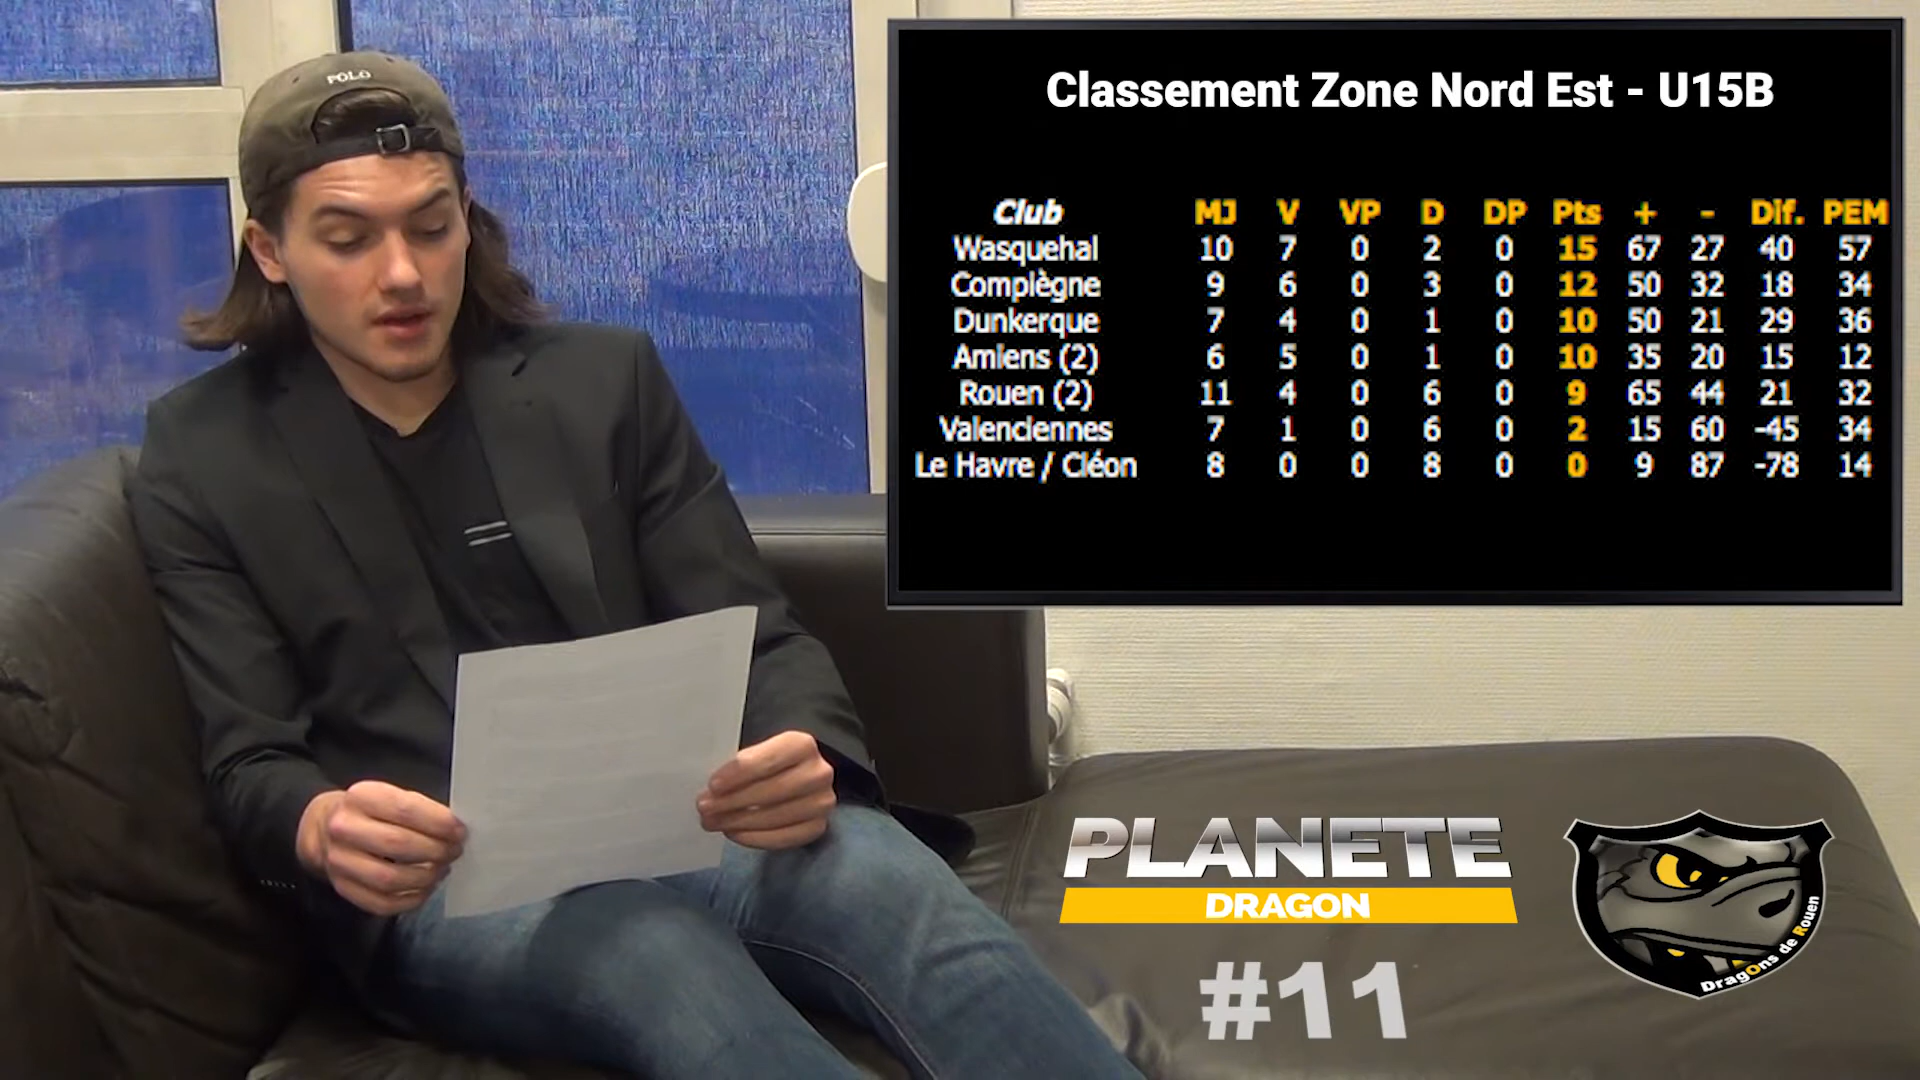 POLO
Classement Zone Nord Est - U15B
Club MJ V VP D DP Pts + - Dif. PEM
Wasquehal 10 7 0 2 0 15 67 27 40 57
Compiègne 9 6 0 3 0 12 50 32 18 34
Dunkerque 7 4 0 1 0 10 50 21 29 36
Amiens (2) 6 5 0 1 0 10 35 20 15 12
Rouen (2) 11 4 0 6 0 9 65 44 21 32
Valenciennes 7 1 0 6 0 2 15 60 -45 34
Le Havre / Cléon 8 0 0 8 0 0 9 87 -78 14
PLANETE
DRAGON
#11
DragOns de Rouen